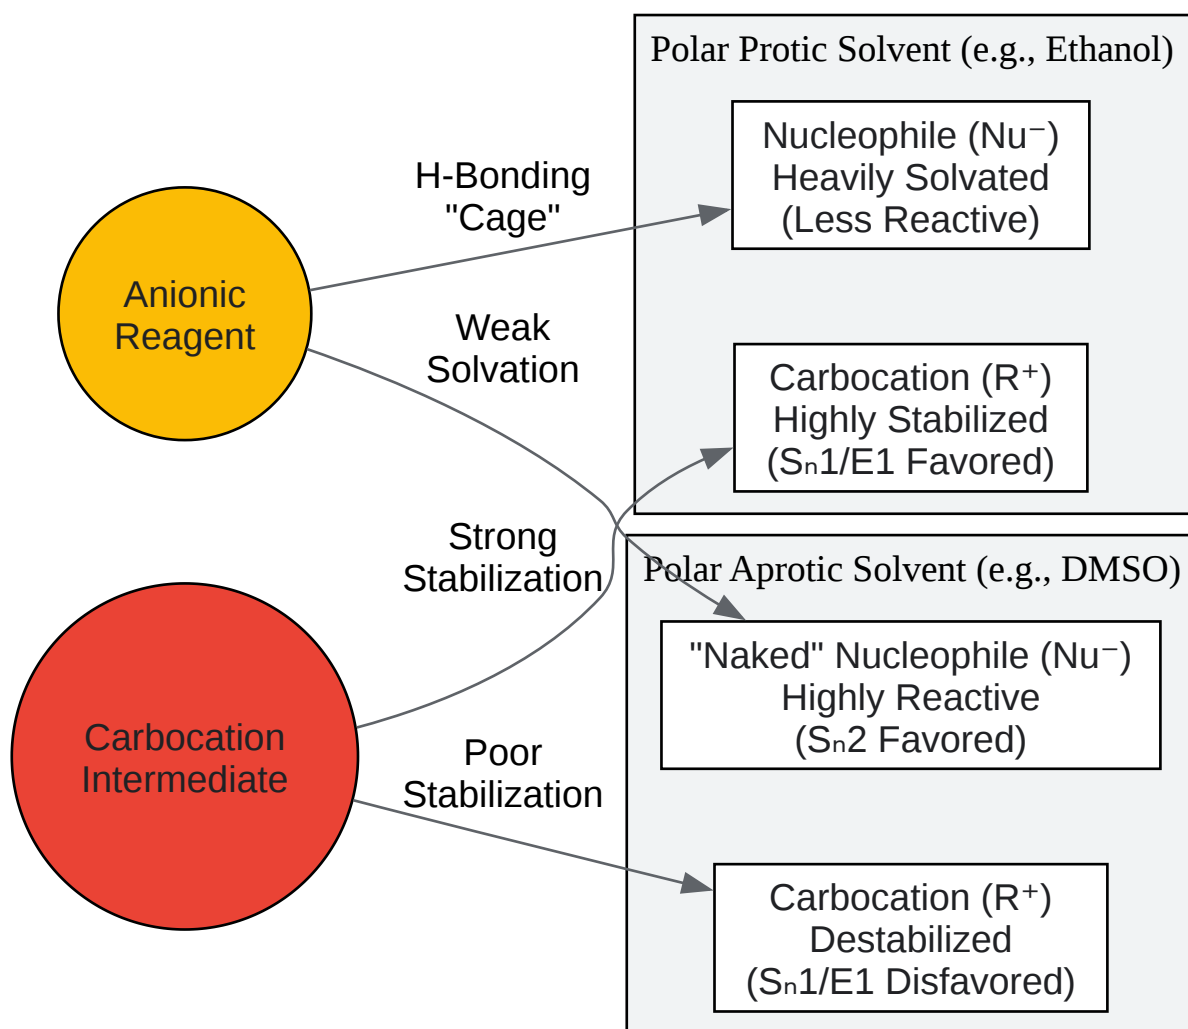 Polar Protic Solvent (e.g., Ethanol)
Nucleophile (Nu⁻)
Heavily Solvated
(Less Reactive)
H-Bonding
"Cage"
Anionic
Reagent
Weak
Solvation
Carbocation (R⁺)
Highly Stabilized
(Sₙ1/E1 Favored)
Strong
Stabilization
Polar Aprotic Solvent (e.g., DMSO)
"Naked" Nucleophile (Nu⁻)
Highly Reactive
(Sₙ2 Favored)
Carbocation
Intermediate
Poor
Stabilization
Carbocation (R⁺)
Destabilized
(Sₙ1/E1 Disfavored)